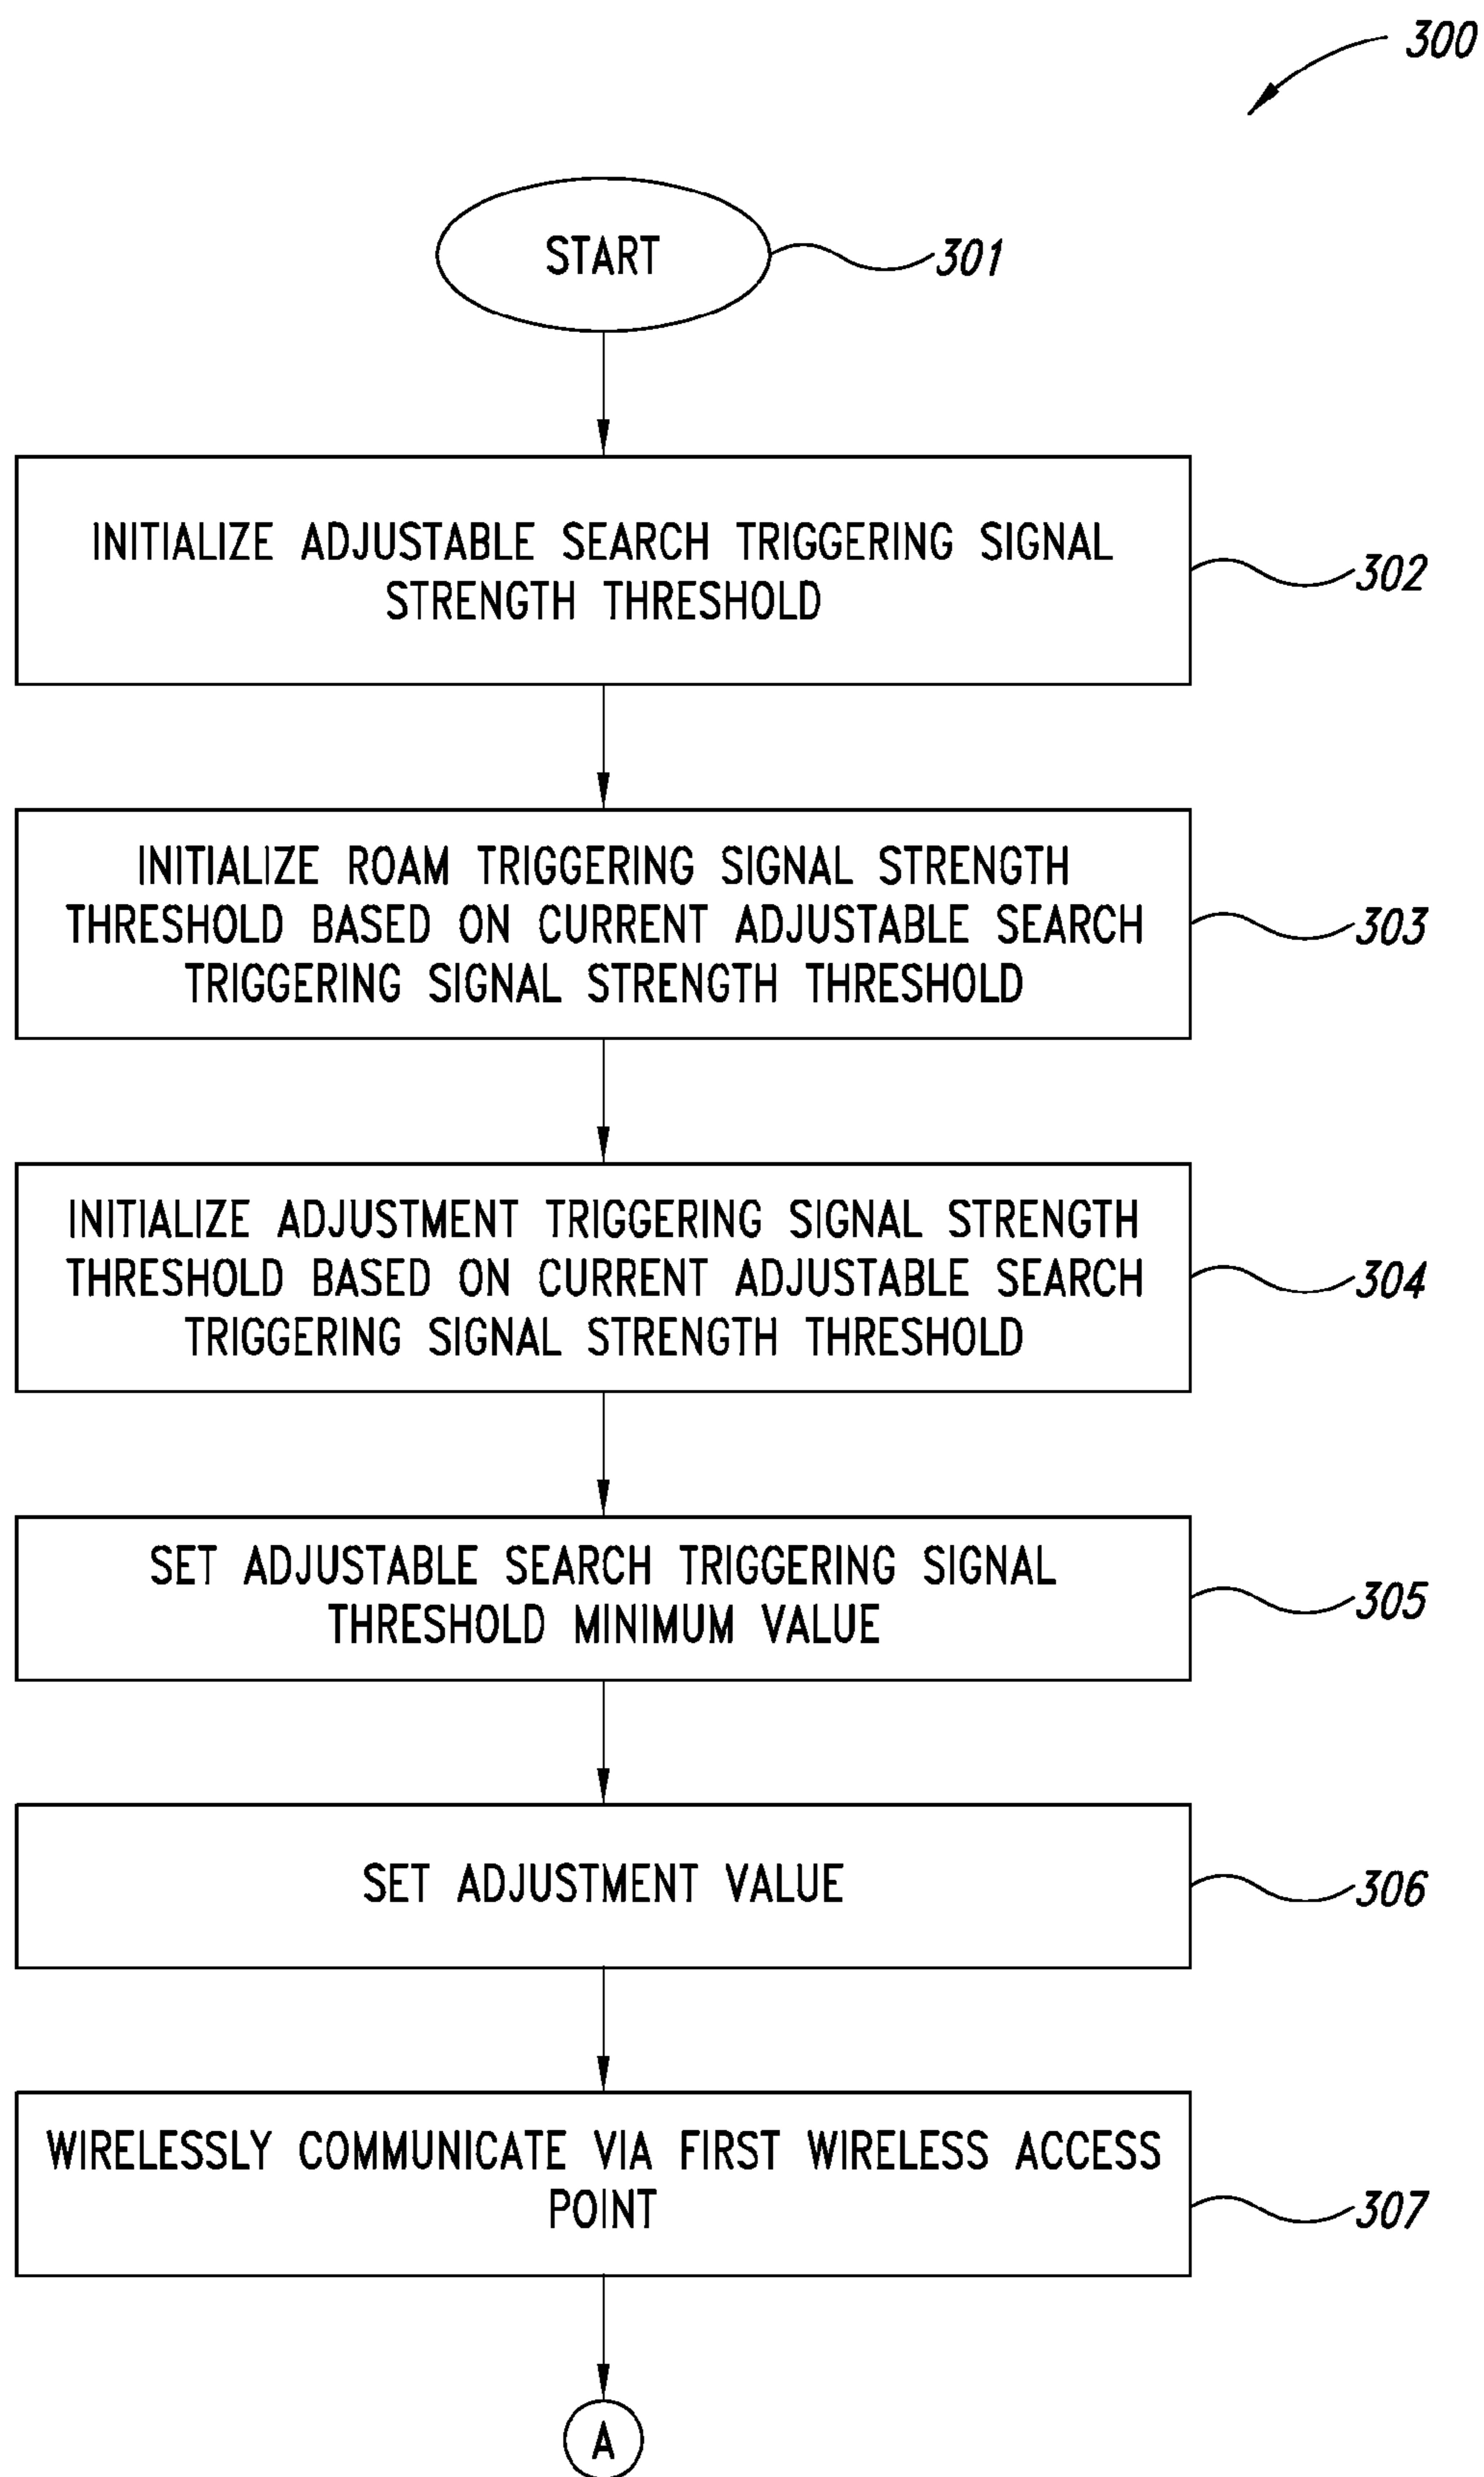 300
START
301
INITIALIZE ADJUSTABLE SEARCH TRIGGERING SIGNAL
STRENGTH THRESHOLD
302
INITIALIZE ROAM TRIGGERING SIGNAL STRENGTH
THRESHOLD BASED ON CURRENT ADJUSTABLE SEARCH
TRIGGERING SIGNAL STRENGTH THRESHOLD
303
INITIALIZE ADJUSTMENT TRIGGERING SIGNAL STRENGTH
THRESHOLD BASED ON CURRENT ADJUSTABLE SEARCH
TRIGGERING SIGNAL STRENGTH THRESHOLD
304
SET ADJUSTABLE SEARCH TRIGGERING SIGNAL
THRESHOLD MINIMUM VALUE
305
SET ADJUSTMENT VALUE
306
WIRELESSLY COMMUNICATE VIA FIRST WIRELESS ACCESS
POINT
307
A